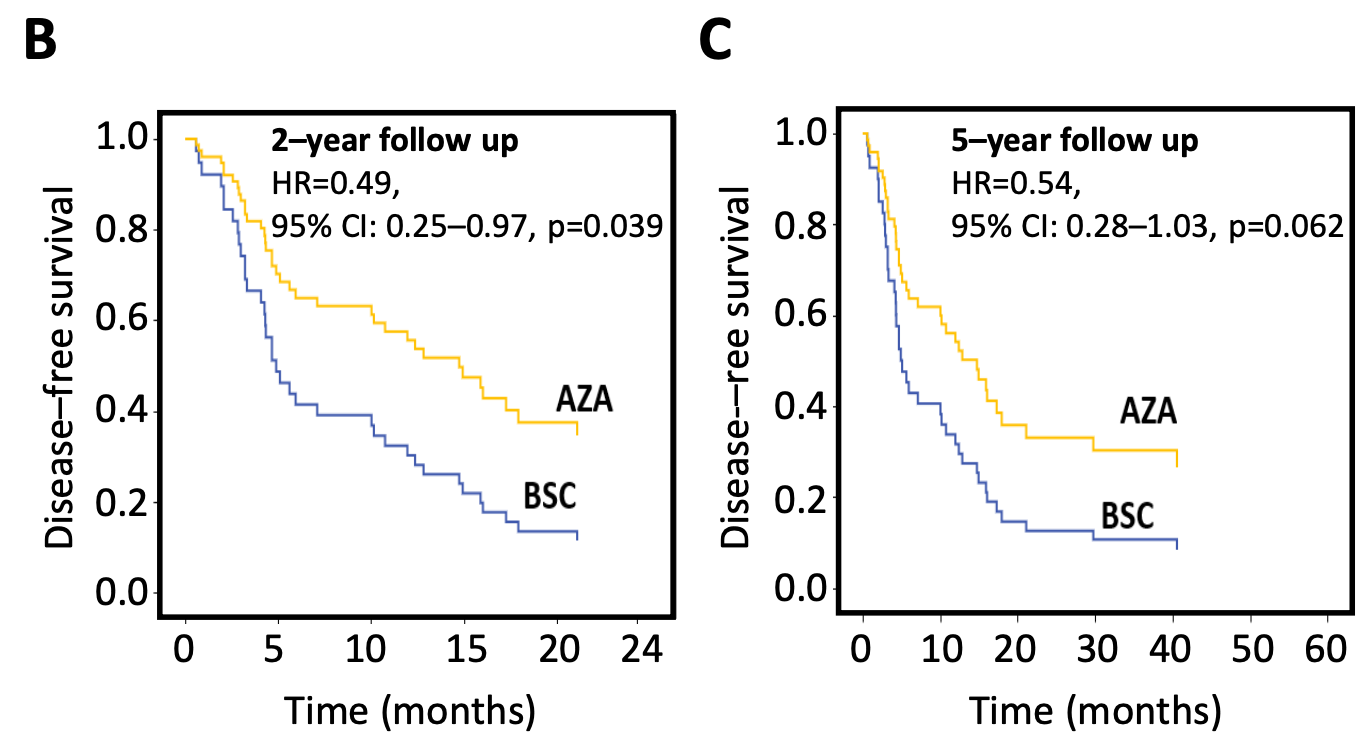 B
2–year follow up
HR=0.49,
95% CI: 0.25–0.97, p=0.039
Disease–free survival
1.0
0.8
0.6
0.4
0.2
0.0
AZA
BSC
0 5 10 15 20 24
Time (months)
C
5–year follow up
HR=0.54,
95% CI: 0.28–1.03, p=0.062
Disease-–ree survival
1.0
0.8
0.6
0.4
0.2
0.0
AZA
BSC
0 10 20 30 40 50 60
Time (months)